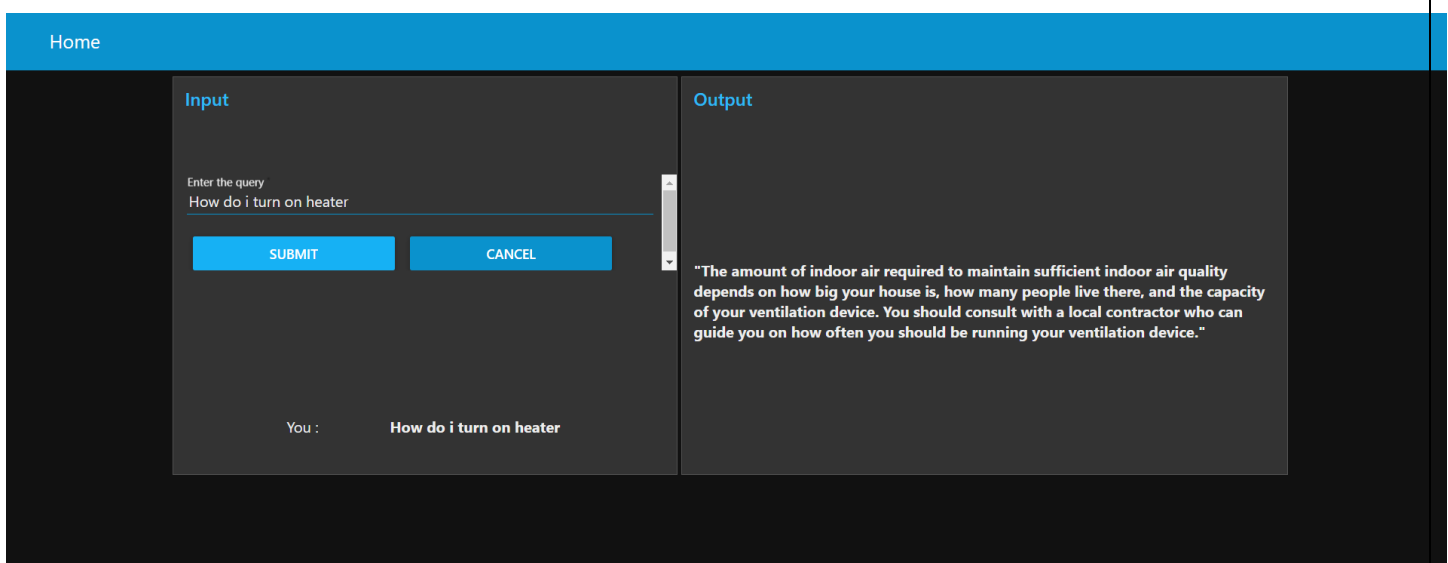 Home
Input
Enter the query
How do i turn on heater
SUBMIT
CANCEL
You :
How do i turn on heater
Output
"The amount of indoor air required to maintain sufficient indoor air quality
depends on how big your house is, how many people live there, and the capacity
of your ventilation device. You should consult with a local contractor who can
guide you on how often you should be running your ventilation device."